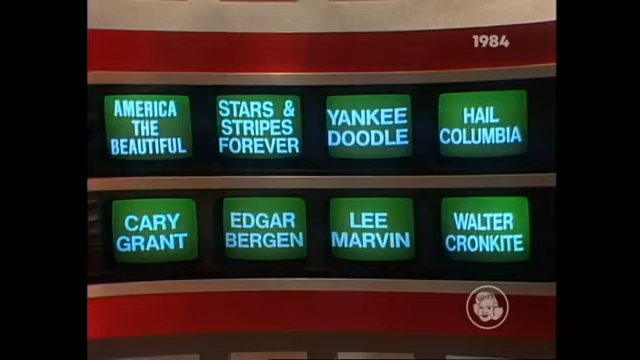 1984
AMERICA
THE
BEAUTIFUL
STARS &
STRIPES
FOREVER
YANKEE
DOODLE
HAIL
COLUMBIA
CARY
GRANT
EDGAR
BERGEN
LEE
MARVIN
WALTER
CRONKITE